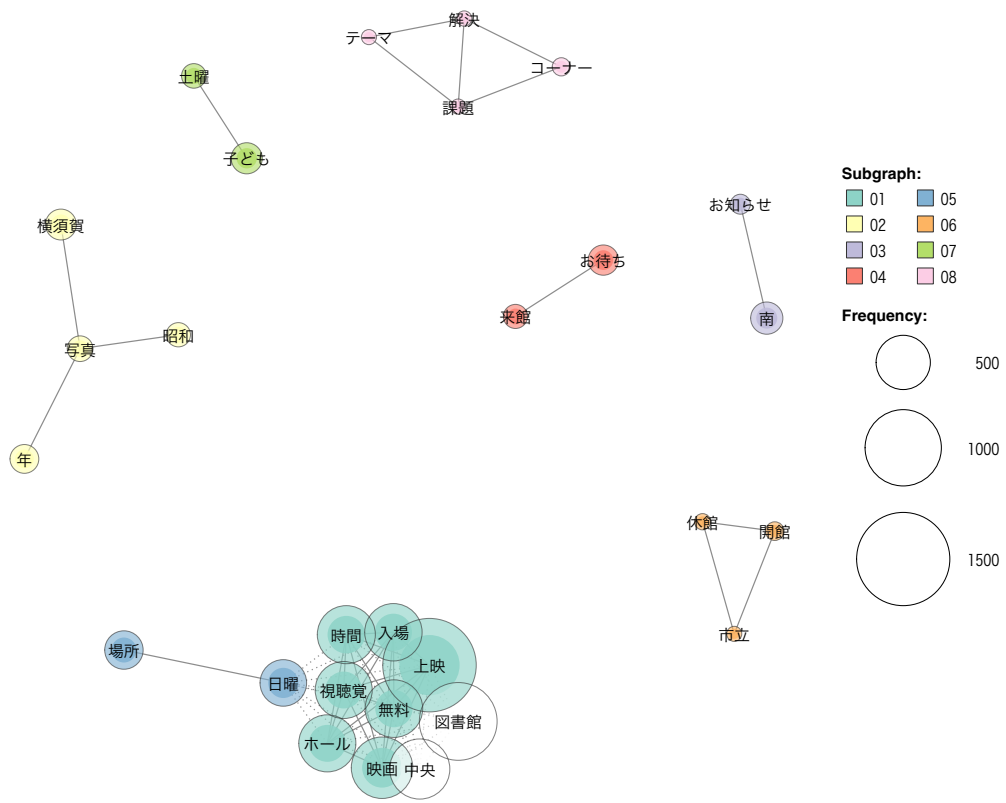 解決
テーマ
コーナー
課題
土曜
子ども
横須賀
昭和
写真
年
お待ち
来館
お知らせ
南
休館
開館
市立
場所
日曜
時間
入場
上映
視聴覚
無料
図書館
ホール
映画
中央
Subgraph:
01 05
02 06
03 07
04 08
Frequency:
500
1000
1500